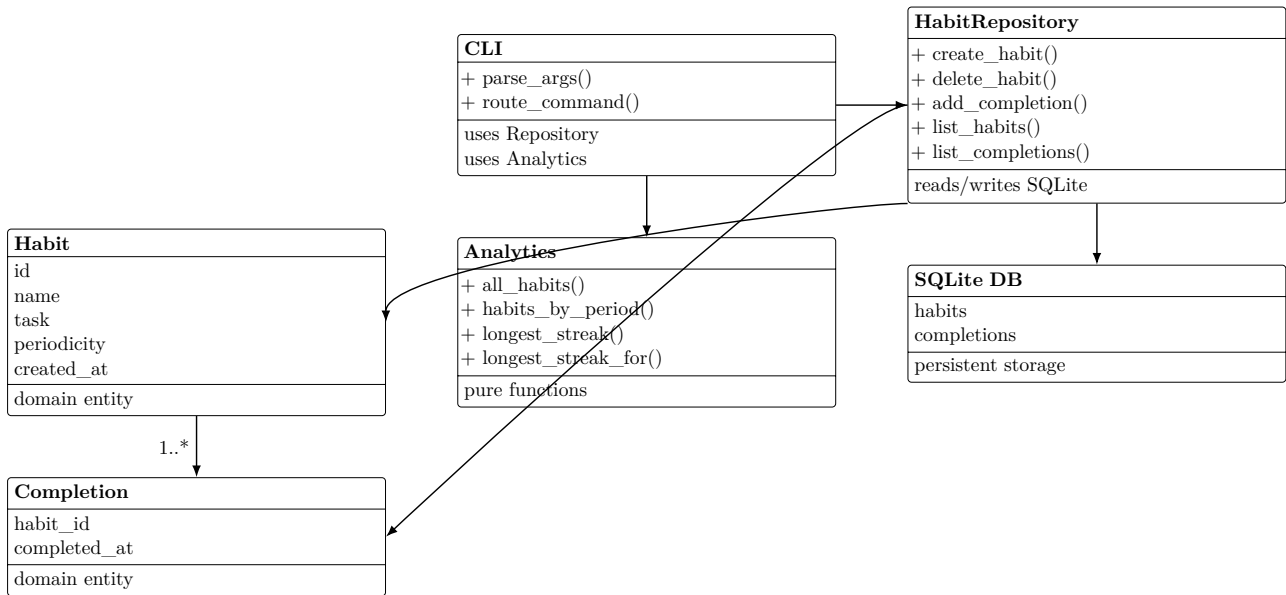 HabitRepository
+ create_habit()
+ delete_habit()
+ add_completion()
+ list_habits()
+ list_completions()
reads/writes SQLite
CLI
+ parse_args()
+ route_command()
uses Repository
uses Analytics
Habit
id
name
task
periodicity
created_at
domain entity
Analytics
+ all_habits()
+ habits_by_period()
+ longest_streak()
+ longest_streak_for()
pure functions
SQLite DB
habits
completions
persistent storage
1..*
Completion
habit_id
completed_at
domain entity